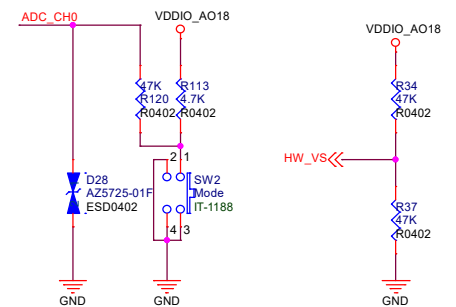 ADC_CH0
VDDIO_AO18
47K
R120
R0402
R113
4.7K
R0402
2
1
D28
AZ5725-01F
ESD0402
SW2
Mode
IT-1188
4
3
GND
GND
VDDIO_AO18
R34
47K
R0402
HW_VS
R37
47K
R0402
GND